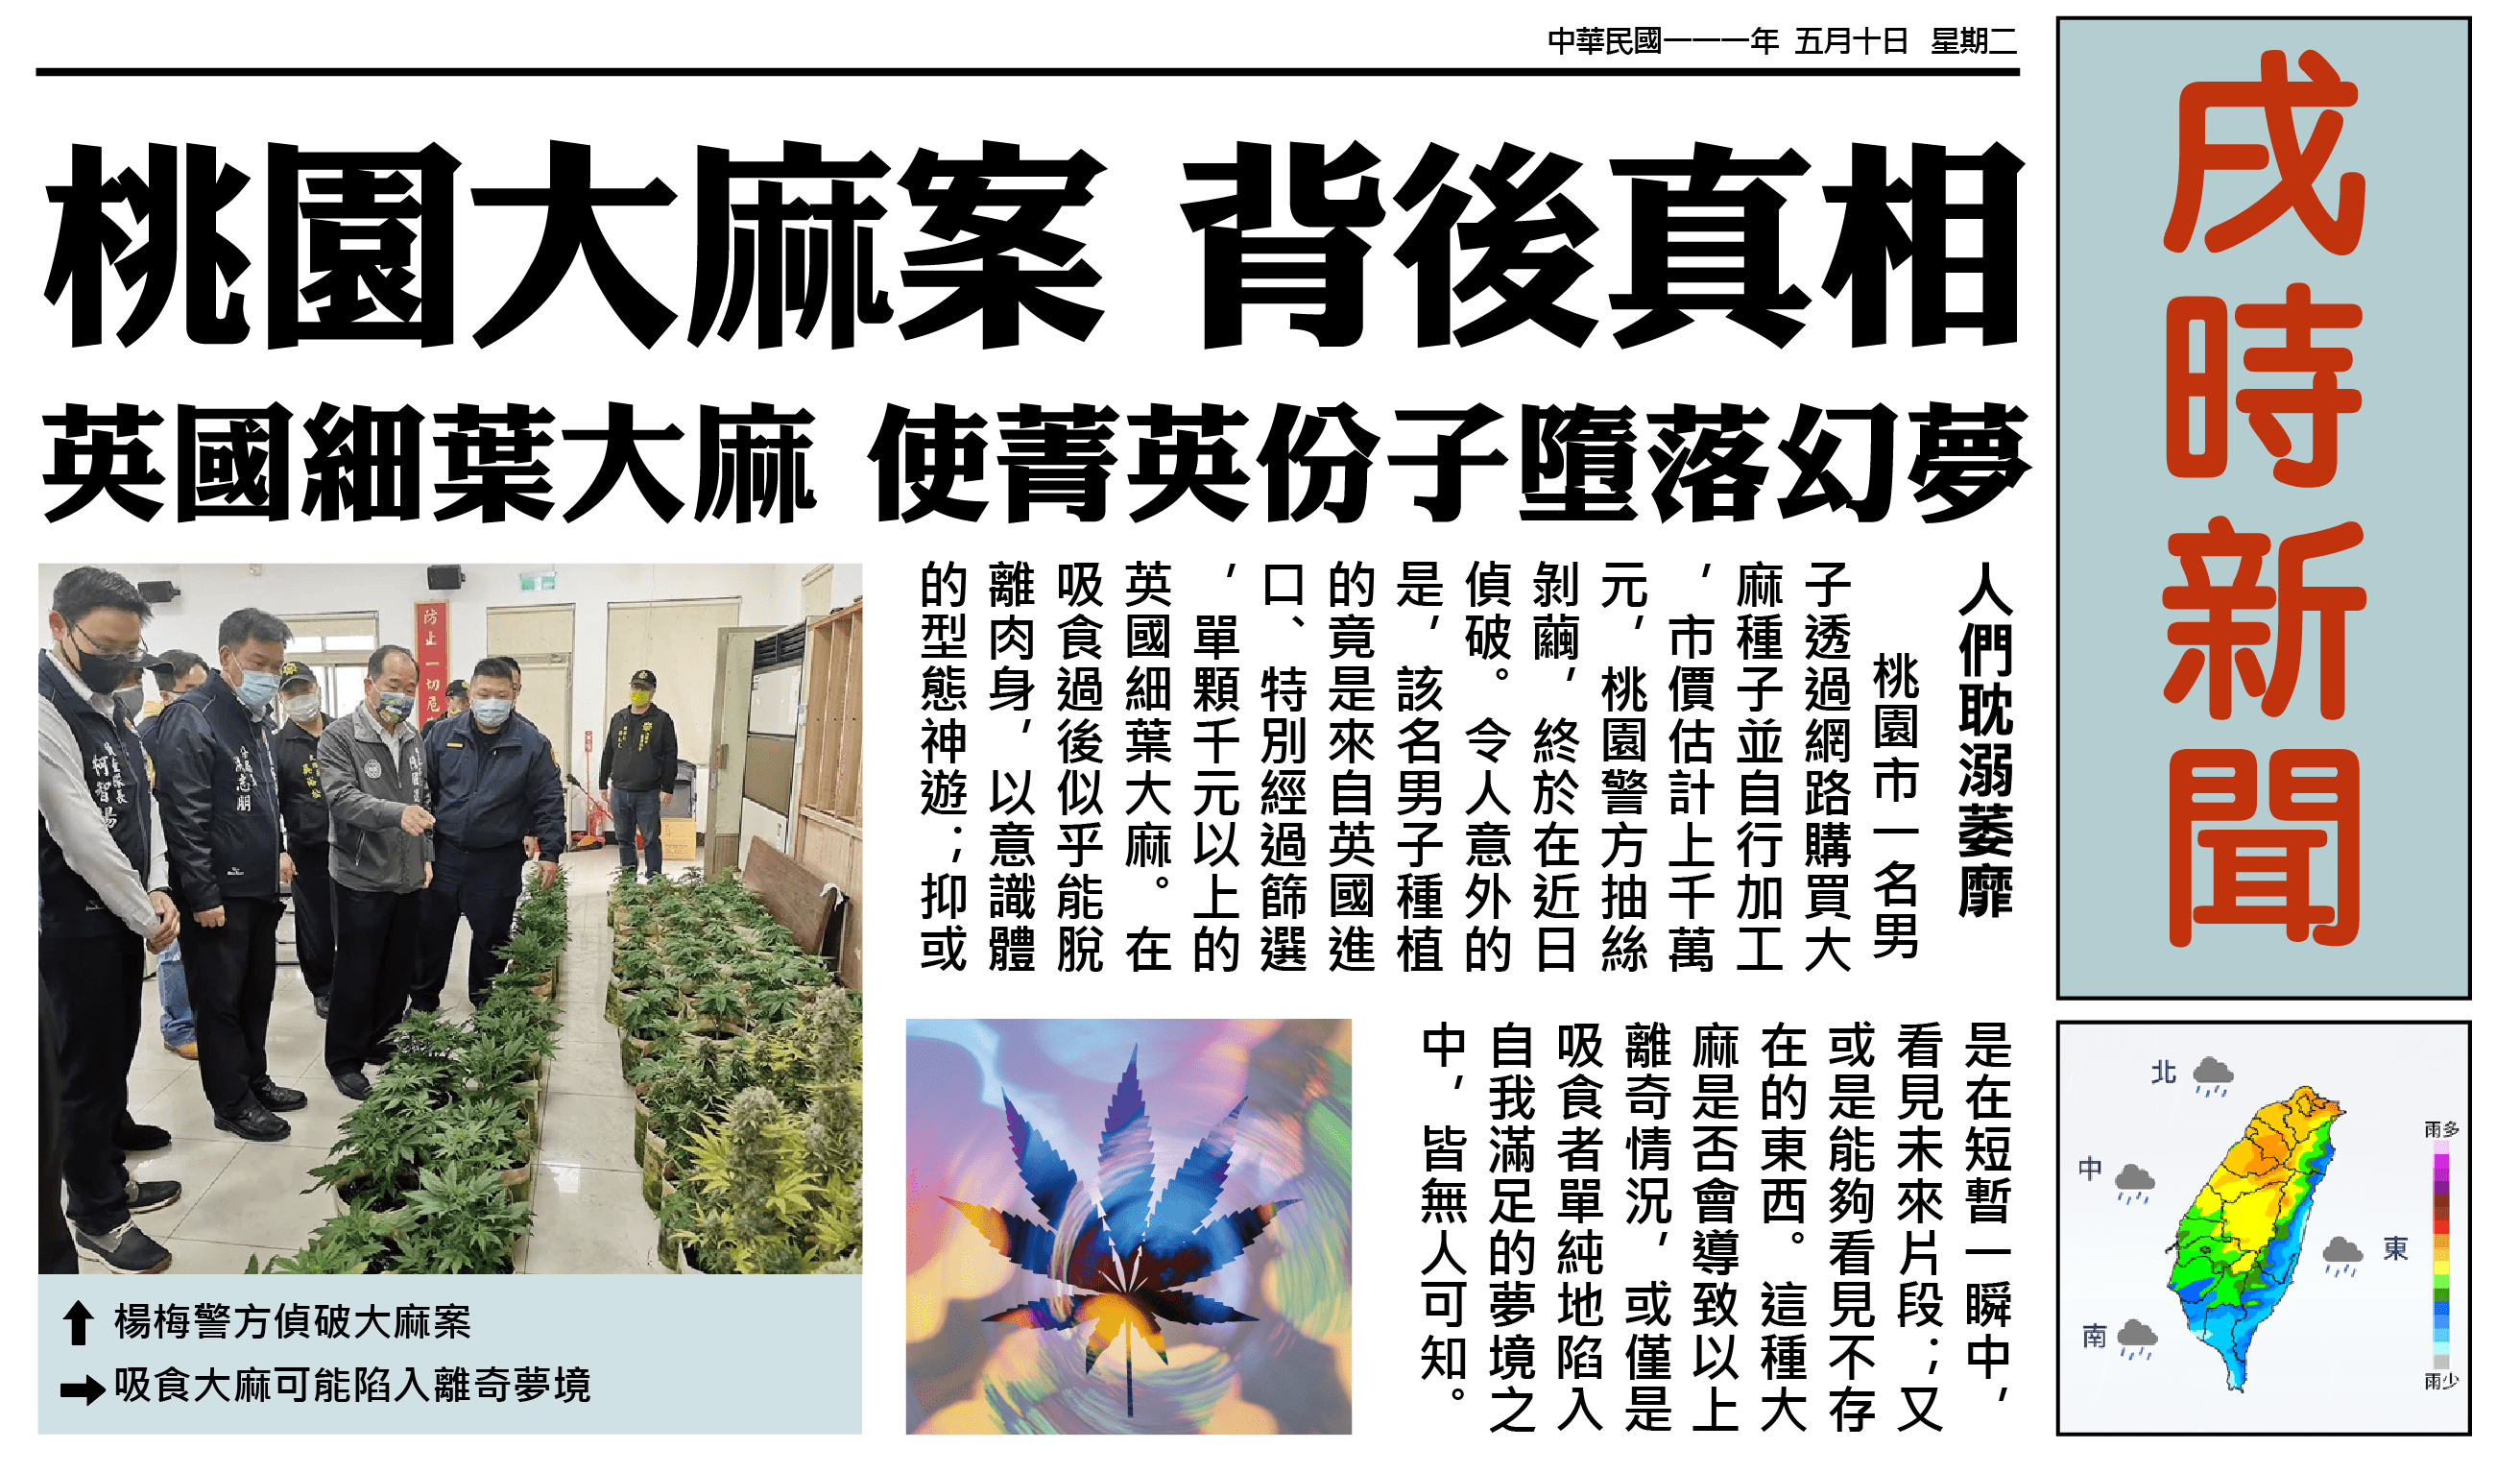 中華民國一一一年 五月十日 星期二
戌時新聞
桃園大麻案 背後真相
英國細葉大麻 使菁英份子墮落幻夢
人們耽溺萎靡
桃園市一名男
子透過網路購買大
麻種子並自行加工
，市價估計上千萬
元，桃園警方抽絲
剝繭，終於在近日
偵破。令人意外的
是，該名男子種植
的竟是來自英國進
口、特別經過篩選
，單顆千元以上的
英國細葉大麻。在
吸食過後似乎能脫
離肉身，以意識體
的型態神遊；抑或
是在短暫一瞬中，
看見未來片段；又
或是能夠看見不存
在的東西。這種大
麻是否會導致以上
離奇情況，或僅是
吸食者單純地陷入
自我滿足的夢境之
中，皆無人可知。
防止一切危
楊梅警方偵破大麻案
吸食大麻可能陷入離奇夢境
北
中
南
東
雨多
雨少